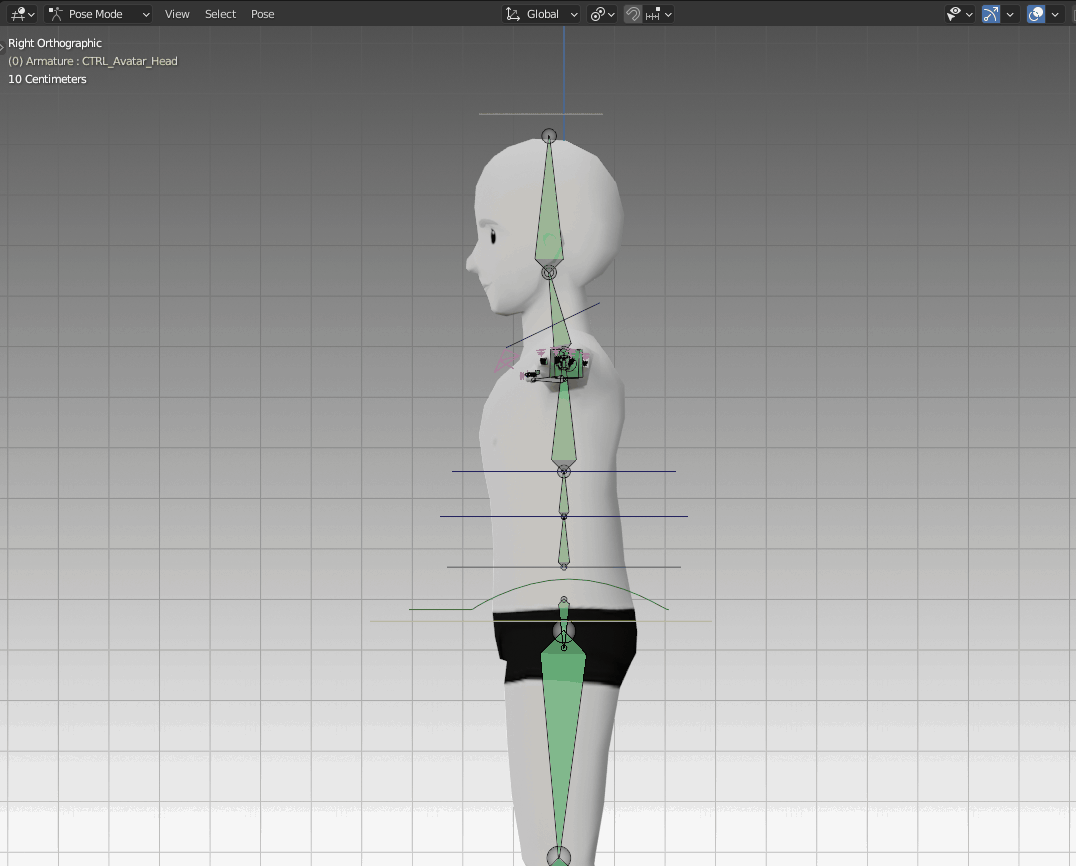 Pose Mode View Select Pose Global
Right Orthographic
(0) Armature : CTRL_Avatar_Head
10 Centimeters